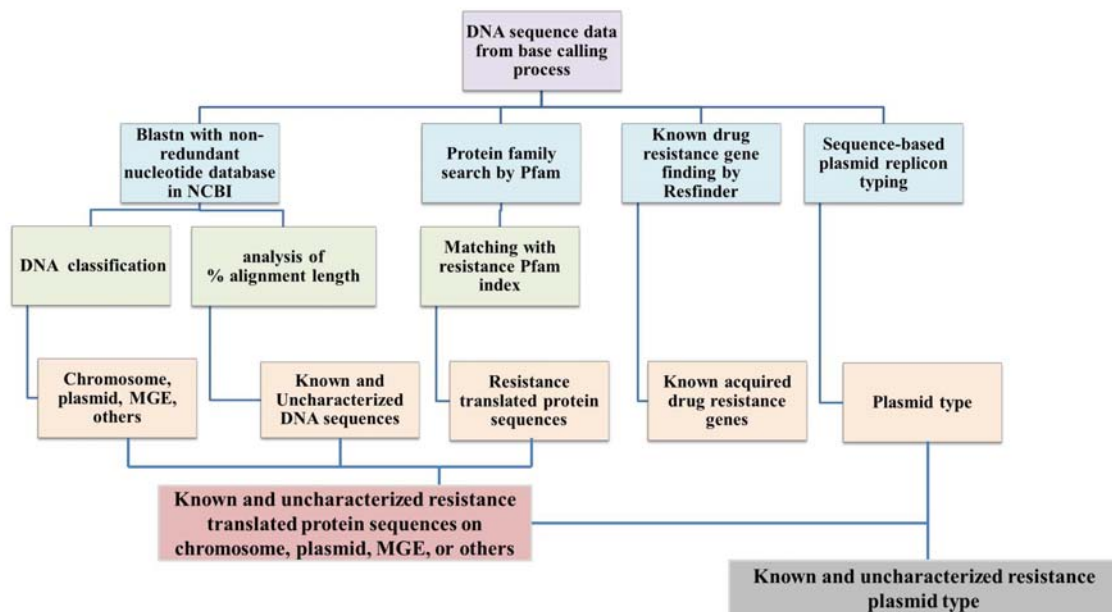 DNA sequence data
from base calling
process
Blastn with non-
redundant
nucleotide database
in NCBI
Protein family
search by Pfam
Known drug
resistance gene
finding by
Resfinder
Sequence-based
plasmid replicon
typing
DNA classification
analysis of
% alignment length
Matching with
resistance Pfam
index
Chromosome,
plasmid, MGE,
others
Known and
Uncharacterized
DNA sequences
Resistance
translated protein
sequences
Known acquired
drug resistance
genes
Plasmid type
Known and uncharacterized resistance
translated protein sequences on
chromosome, plasmid, MGE, or others
Known and uncharacterized resistance
plasmid type